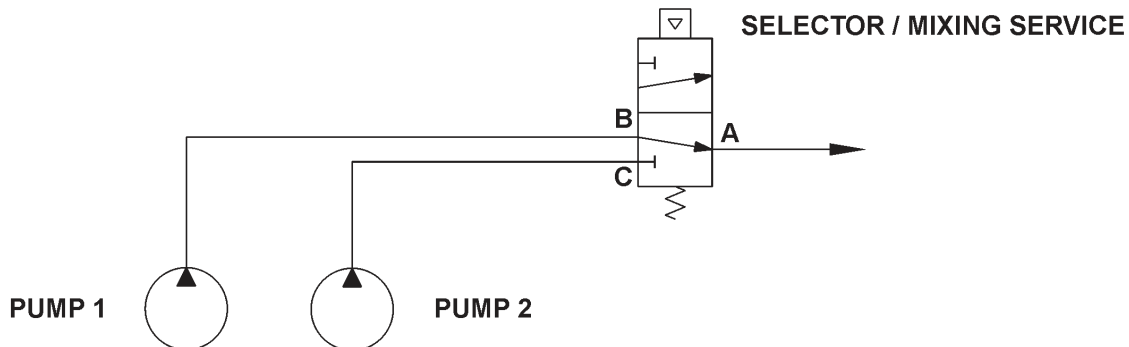 SELECTOR / MIXING SERVICE
B
A
C
PUMP 1
PUMP 2